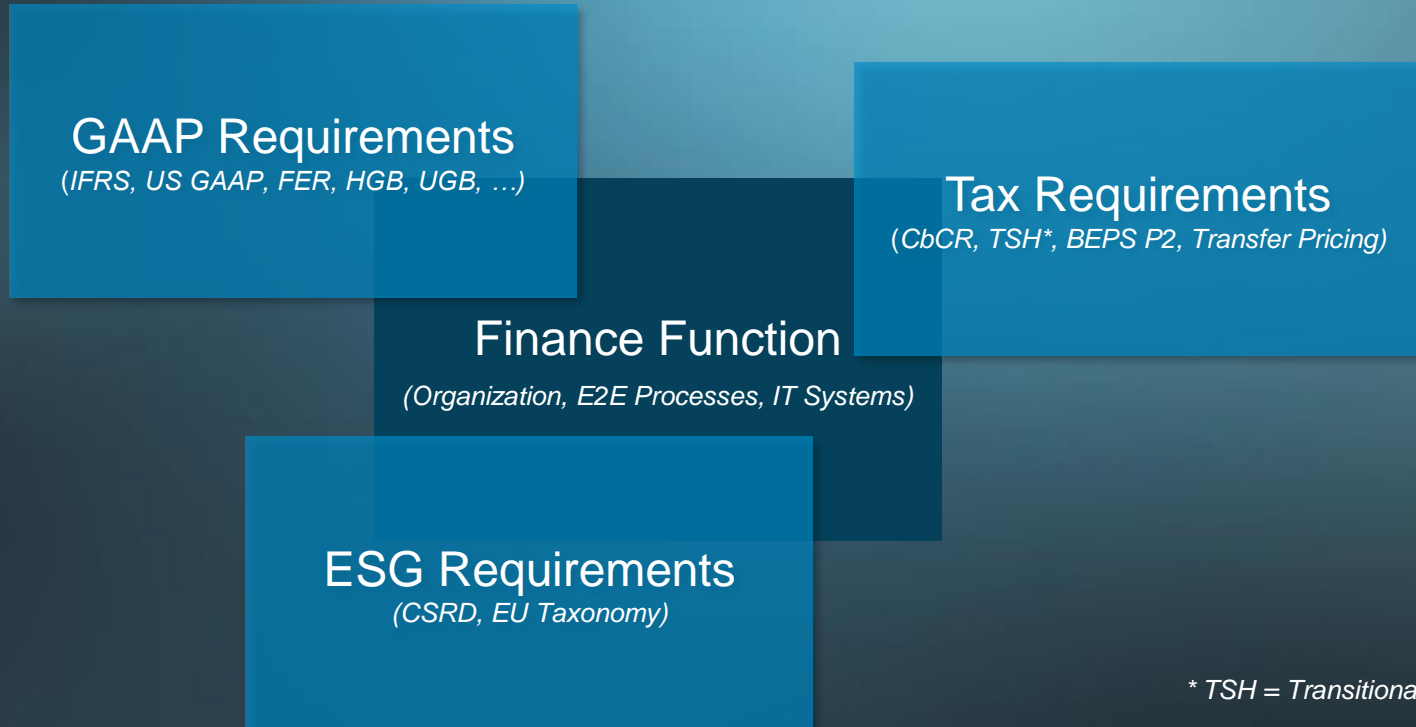 GAAP Requirements
(IFRS, US GAAP, FER, HGB, UGB, …)
Tax Requirements
(CbCR, TSH*, BEPS P2, Transfer Pricing)
Finance Function
(Organization, E2E Processes, IT Systems)
ESG Requirements
(CSRD, EU Taxonomy)
* TSH = Transitiona